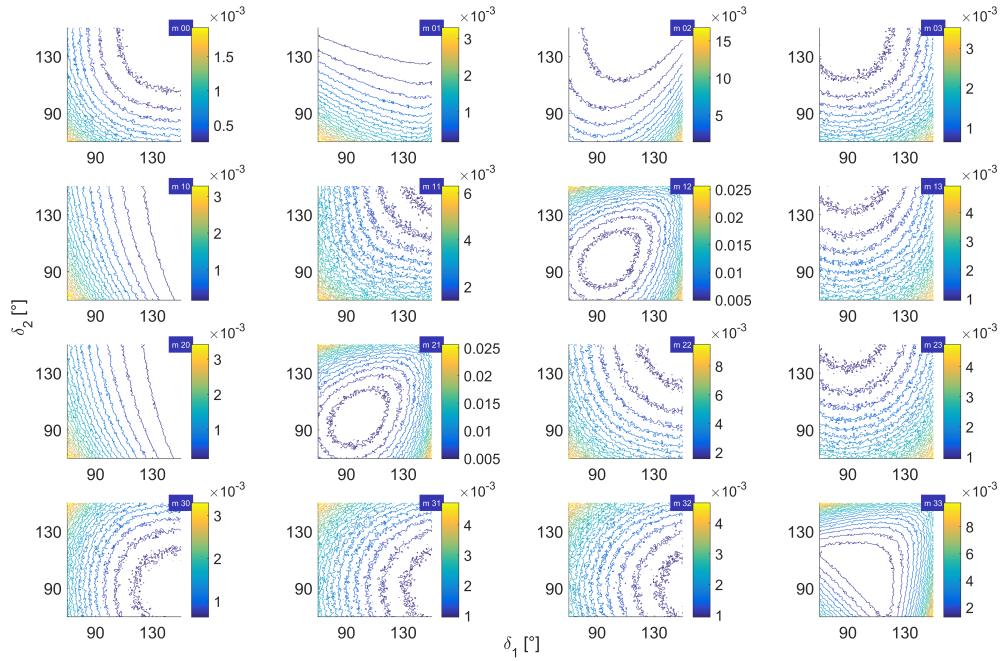 m 00 ×10⁻³ m 01 ×10⁻³ m 02 ×10⁻³ m 03 ×10⁻³
130 1.5 130 3 130 15 130 3
1 2 10 2
90 0.5 90 1 90 5 90 1
90 130 90 130 90 130 90 130
m 10 ×10⁻³ m 11 ×10⁻³ m 12 m 13 ×10⁻³
130 3 130 6 130 0.025 130 4
2 4 0.020 3
0.015
90 1 90 2 90 0.010 90 2
0.005 1
90 130 90 130 90 130 90 130
δ₂ [°]
m 20 ×10⁻³ m 21 m 22 ×10⁻³ m 23 ×10⁻³
130 3 130 0.025 130 8 130 4
2 0.020 6 3
0.015
90 1 90 0.010 90 4 90 2
0.005 2 1
90 130 90 130 90 130 90 130
m 30 ×10⁻³ m 31 ×10⁻³ m 32 ×10⁻³ m 33 ×10⁻³
130 3 130 4 130 4 130 8
2 3 3 6
90 1 90 2 90 2 90 4
1 1 2
90 130 90 130 90 130 90 130
δ₁ [°]